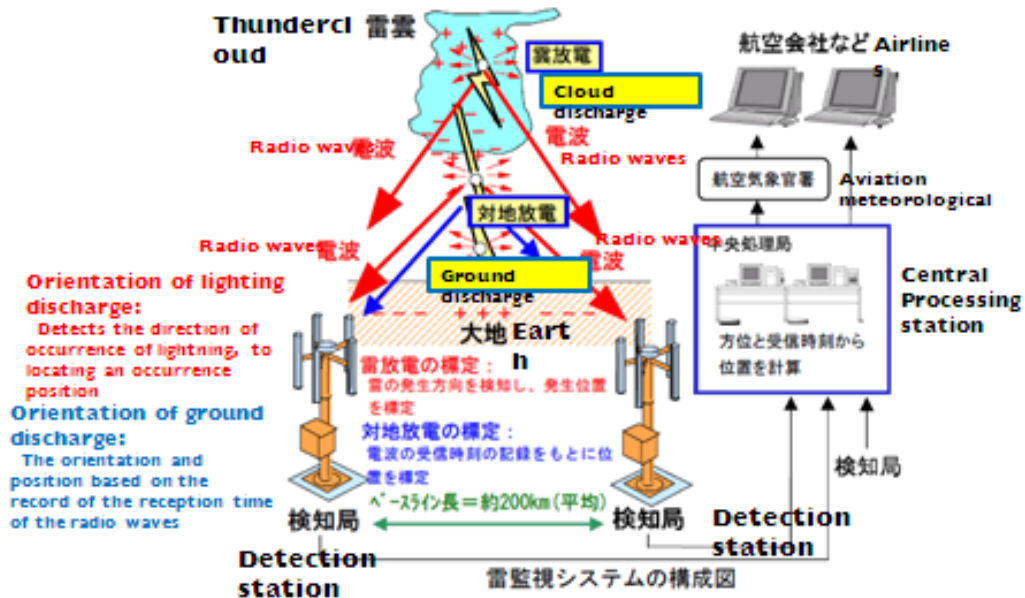 Thundercl
oud
雷雲
雲放電
Cloud
discharge
航空会社など
Airline
s
Radio waves
電波
電波
Radio waves
航空気象官署
Aviation
meteorological
対地放電
Radio waves
電波
Radio waves
電波
中央処理局
Ground
discharge
Central
Processing
station
方位と受信時刻から
位置を計算
Orientation of lighting
discharge:
Detects the direction of
occurrence of lightning, to
locating an occurrence
position
大地
Eart
h
雷放電の標定:
雷の発生方向を検知し、発生位置
を標定
Orientation of ground
discharge:
The orientation and
position based on the
record of the reception time
of the radio waves
対地放電の標定:
電波の受信時刻の記録をもとに位
置を標定
ベースライン長=約200km(平均)
検知局
検知局
検知局
Detection
station
Detection
station
雷監視システムの構成図